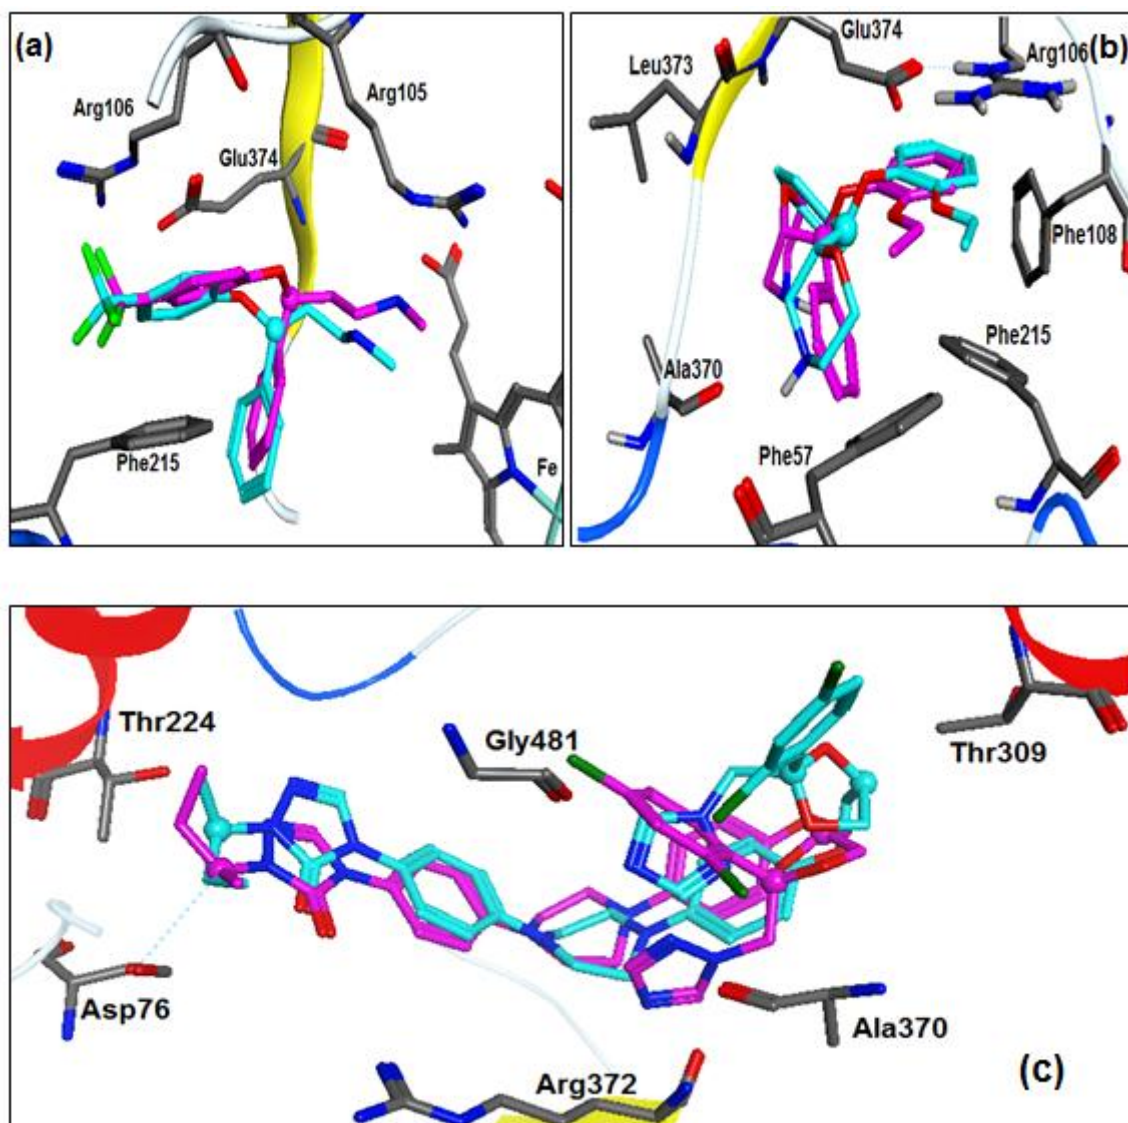 (a)
Arg106
Arg105
Glu374
Phe215
Fe
Glu374
(b)
Leu373
Arg106
Phe108
Phe215
Ala370
Phe57
Thr224
Gly481
Thr309
Asp76
Ala370
Arg372
(c)